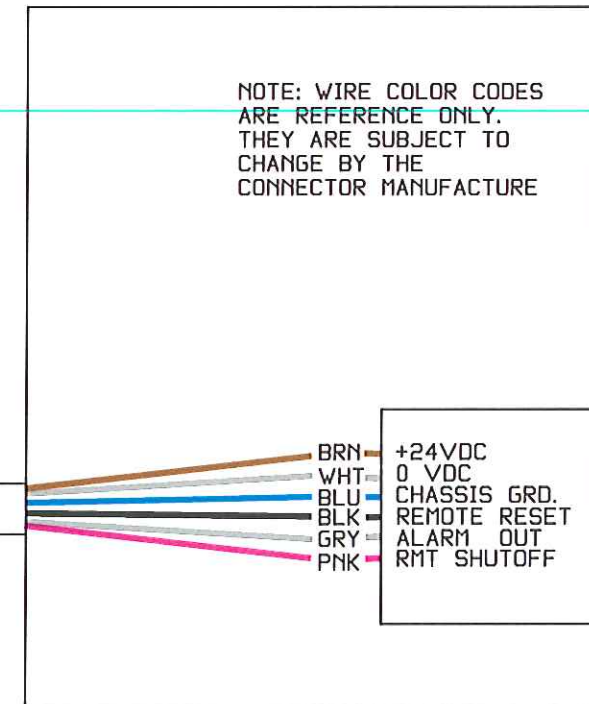 NOTE: WIRE COLOR CODES
ARE REFERENCE ONLY.
THEY ARE SUBJECT TO
CHANGE BY THE
CONNECTOR MANUFACTURE
BRN +24VDC
WHT 0 VDC
BLU CHASSIS GRD.
BLK REMOTE RESET
GRY ALARM OUT
PNK RMT SHUTOFF